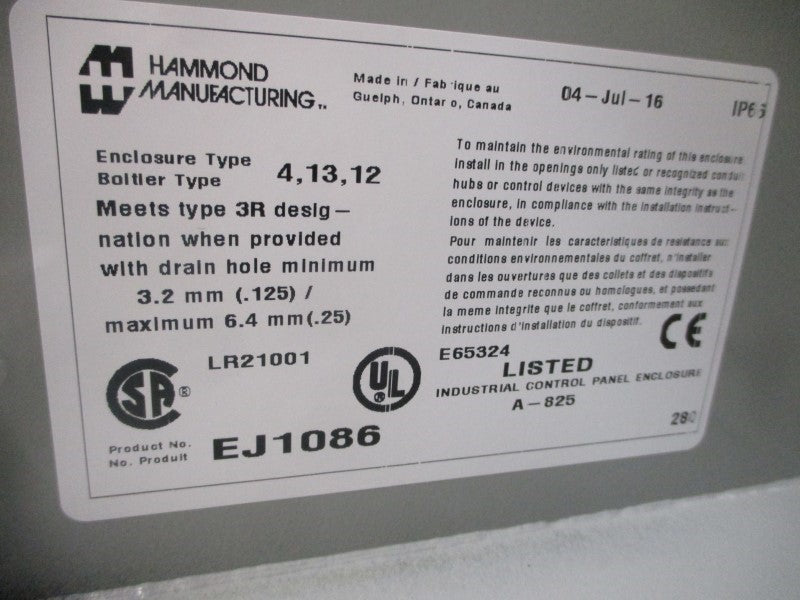 HAMMOND
MANUFACTURING™
Made in / Fabrique au
Guelph, Ontario, Canada
04-Jul-16
IP66
Enclosure Type
Boitier Type
4,13,12
Meets type 3R desig-
nation when provided
with drain hole minimum
3.2 mm (.125) /
maximum 6.4 mm(.25)
To maintain the environmental rating of this enclosure
install in the openings only listed or recognized conduit
hubs or control devices with the same integrity as the
enclosure, in compliance with the installation instruct-
ions of the device.
Pour maintenir les caracteristiques de resistance aux
conditions environnementales du coffret, n'installer
dans les ouvertures que des collets et des dispositifs
de commande reconnus ou homologues, et possedant
la meme integrite que le coffret, conformement aux
instructions d'installation du dispositif.
CE
LR21001
SA ®
UL
E65324
LISTED
INDUSTRIAL CONTROL PANEL ENCLOSURE
A-825
Product No.
No. Produit
EJ1086